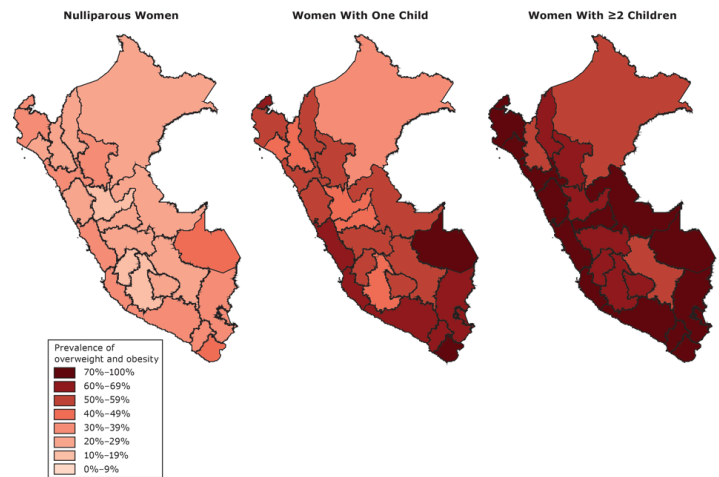 Nulliparous Women
Women With One Child
Women With ≥2 Children
Prevalence of
overweight and obesity
70%–100%
60%–69%
50%–59%
40%–49%
30%–39%
20%–29%
10%–19%
0%–9%